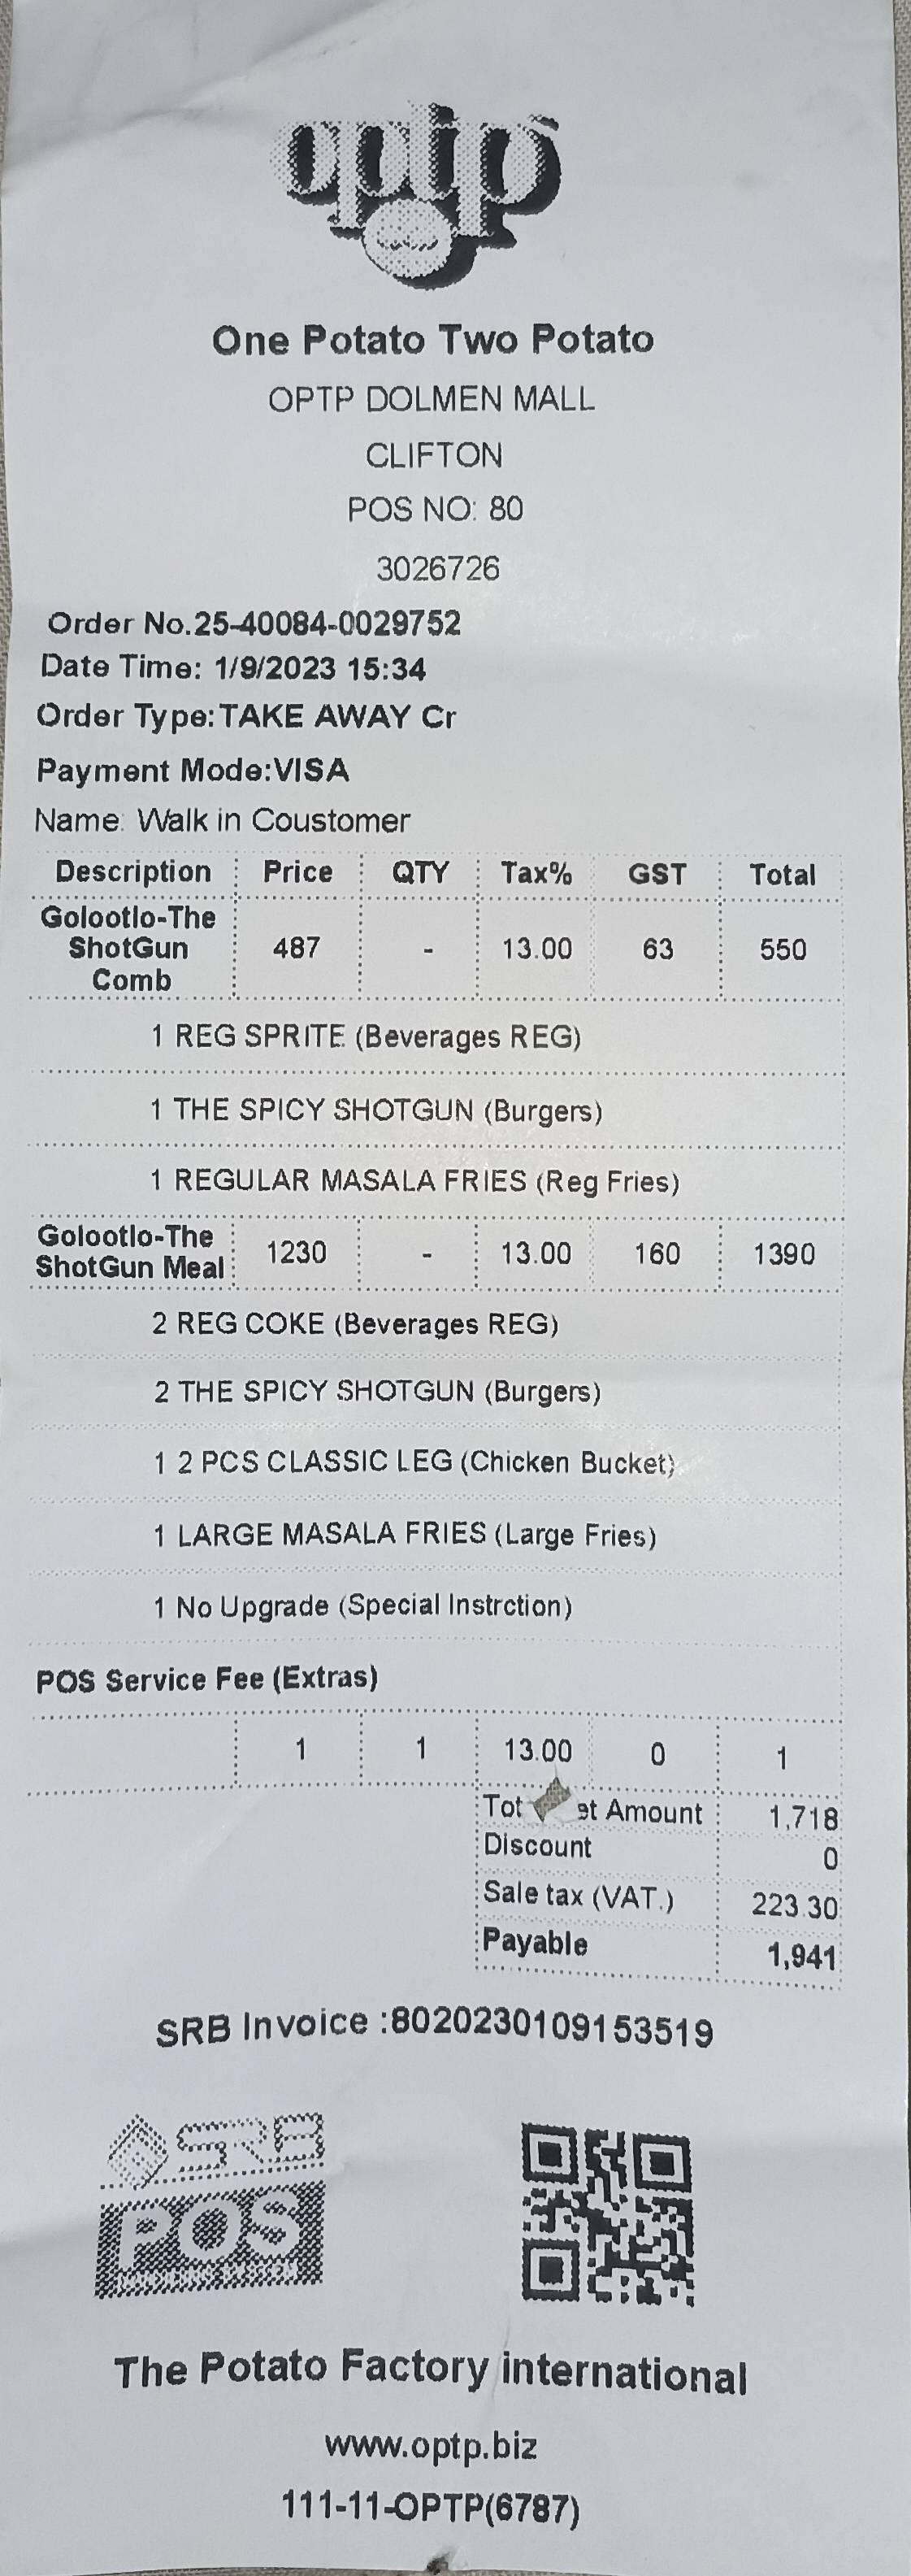 optp
One Potato Two Potato
OPTP DOLMEN MALL
CLIFTON
POS NO: 80
3026726
Order No.25-40084-0029752
Date Time: 1/9/2023 15:34
Order Type:TAKE AWAY Cr
Payment Mode:VISA
Name: Walk in Coustomer
Description Price QTY Tax% GST Total
Golootlo-The
ShotGun 487 - 13.00 63 550
Comb
1 REG SPRITE (Beverages REG)
1 THE SPICY SHOTGUN (Burgers)
1 REGULAR MASALA FRIES (Reg Fries)
Golootlo-The
ShotGun Meal 1230 - 13.00 160 1390
2 REG COKE (Beverages REG)
2 THE SPICY SHOTGUN (Burgers)
1 2 PCS CLASSIC LEG (Chicken Bucket)
1 LARGE MASALA FRIES (Large Fries)
1 No Upgrade (Special Instrction)
POS Service Fee (Extras)
1 1 13.00 0 1
Amount 1,718
Discount 0
Sale tax (VAT.) 223.30
Payable 1,941
SRB Invoice :8020230109153519
SRB
POS
The Potato Factory international
www.optp.biz
111-11-OPTP(6787)